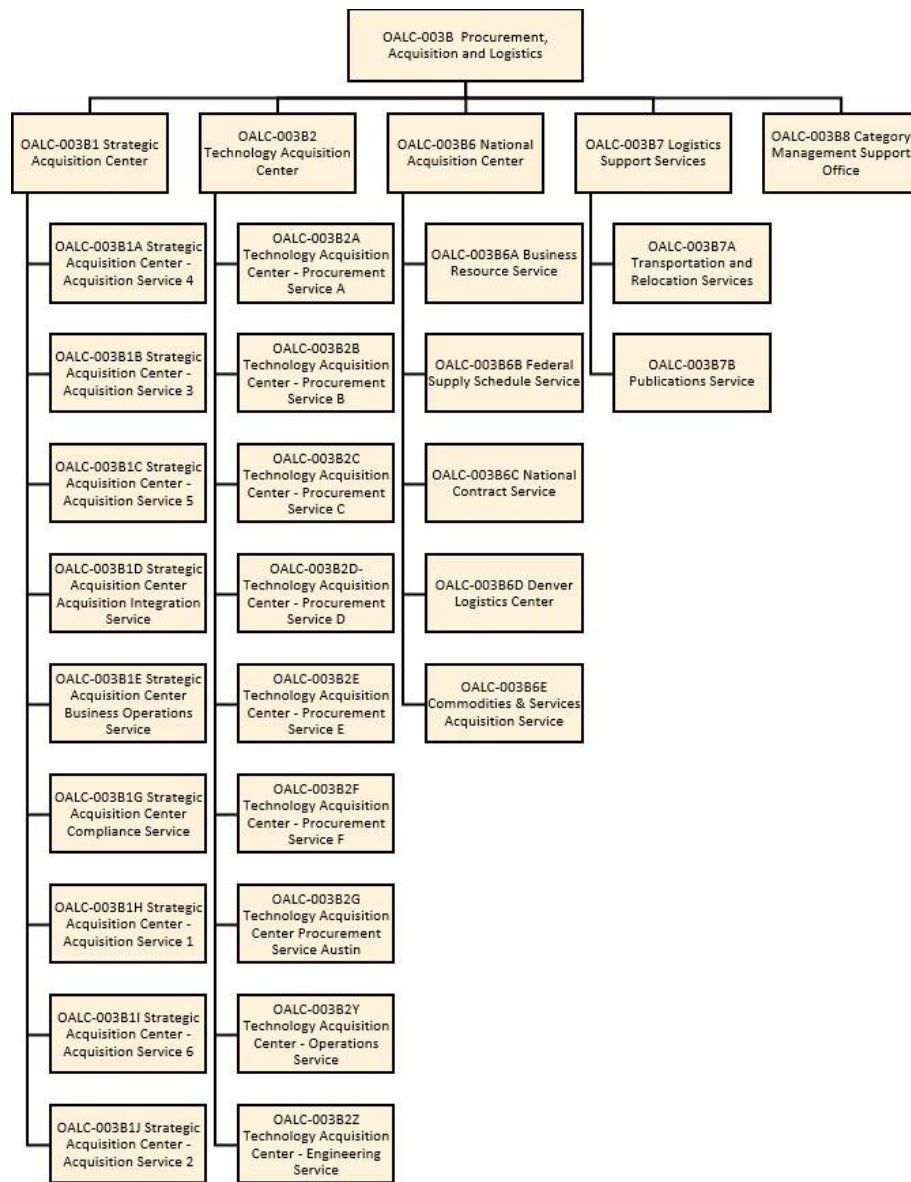 OALC-003B Procurement,
Acquisition and Logistics
OALC-003B1 Strategic
Acquisition Center
OALC-003B2
Technology Acquisition
Center
OALC-003B6 National
Acquisition Center
OALC-003B7 Logistics
Support Services
OALC-003B8 Category
Management Support
Office
OALC-003B1A Strategic
Acquisition Center -
Acquisition Service 4
OALC-003B2A
Technology Acquisition
Center - Procurement
Service A
OALC-003B6A Business
Resource Service
OALC-003B7A
Transportation and
Relocation Services
OALC-003B1B Strategic
Acquisition Center -
Acquisition Service 3
OALC-003B2B
Technology Acquisition
Center - Procurement
Service B
OALC-003B6B Federal
Supply Schedule Service
OALC-003B7B
Publications Service
OALC-003B1C Strategic
Acquisition Center -
Acquisition Service 5
OALC-003B2C
Technology Acquisition
Center - Procurement
Service C
OALC-003B6C National
Contract Service
OALC-003B1D Strategic
Acquisition Center
Acquisition Integration
Service
OALC-003B2D-
Technology Acquisition
Center - Procurement
Service D
OALC-003B6D Denver
Logistics Center
OALC-003B1E Strategic
Acquisition Center
Business Operations
Service
OALC-003B2E
Technology Acquisition
Center - Procurement
Service E
OALC-003B6E
Commodities & Services
Acquisition Service
OALC-003B1G Strategic
Acquisition Center
Compliance Service
OALC-003B2F
Technology Acquisition
Center - Procurement
Service F
OALC-003B1H Strategic
Acquisition Center -
Acquisition Service 1
OALC-003B2G
Technology Acquisition
Center Procurement
Service Austin
OALC-003B1I Strategic
Acquisition Center -
Acquisition Service 6
OALC-003B2Y
Technology Acquisition
Center - Operations
Service
OALC-003B1J Strategic
Acquisition Center -
Acquisition Service 2
OALC-003B2Z
Technology Acquisition
Center - Engineering
Service